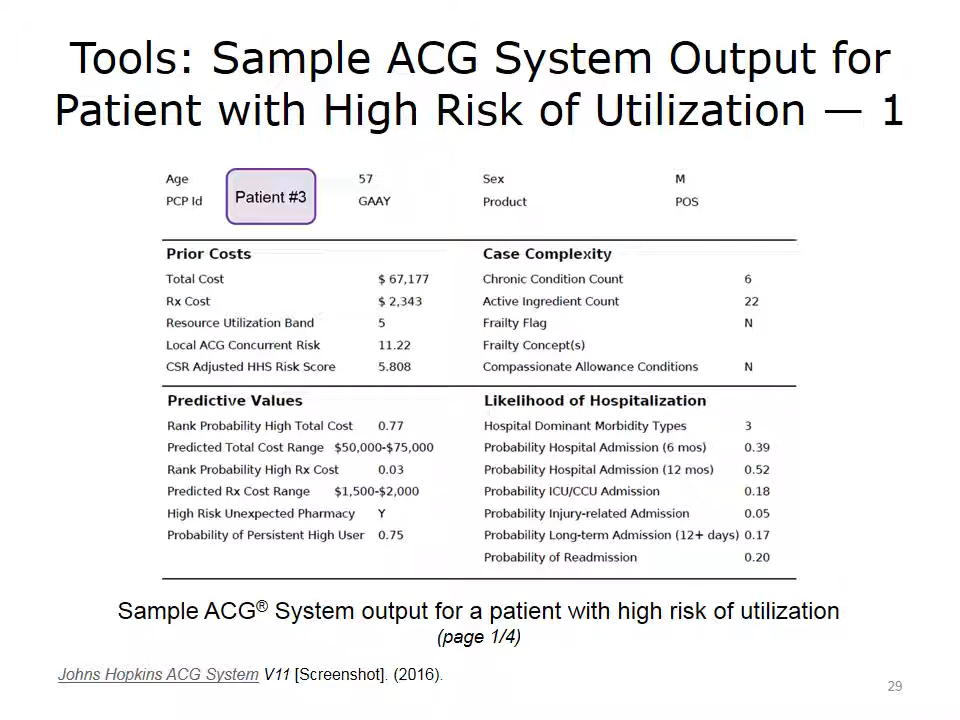 Tools: Sample ACG System Output for
Patient with High Risk of Utilization — 1
Age 57 Sex M
Patient #3
PCP Id GAAY Product POS
Prior Costs Case Complexity
Total Cost $ 67,177 Chronic Condition Count 6
Rx Cost $ 2,343 Active Ingredient Count 22
Resource Utilization Band 5 Frailty Flag N
Local ACG Concurrent Risk 11.22 Frailty Concept(s)
CSR Adjusted HHS Risk Score 5.808 Compassionate Allowance Conditions N
Predictive Values Likelihood of Hospitalization
Rank Probability High Total Cost 0.77 Hospital Dominant Morbidity Types 3
Predicted Total Cost Range $50,000-$75,000 Probability Hospital Admission (6 mos) 0.39
Rank Probability High Rx Cost 0.03 Probability Hospital Admission (12 mos) 0.52
Predicted Rx Cost Range $1,500-$2,000 Probability ICU/CCU Admission 0.18
High Risk Unexpected Pharmacy Y Probability Injury-related Admission 0.05
Probability of Persistent High User 0.75 Probability Long-term Admission (12+ days) 0.17
Probability of Readmission 0.20
Sample ACG® System output for a patient with high risk of utilization
(page 1/4)
Johns Hopkins ACG System V11 [Screenshot]. (2016).
29